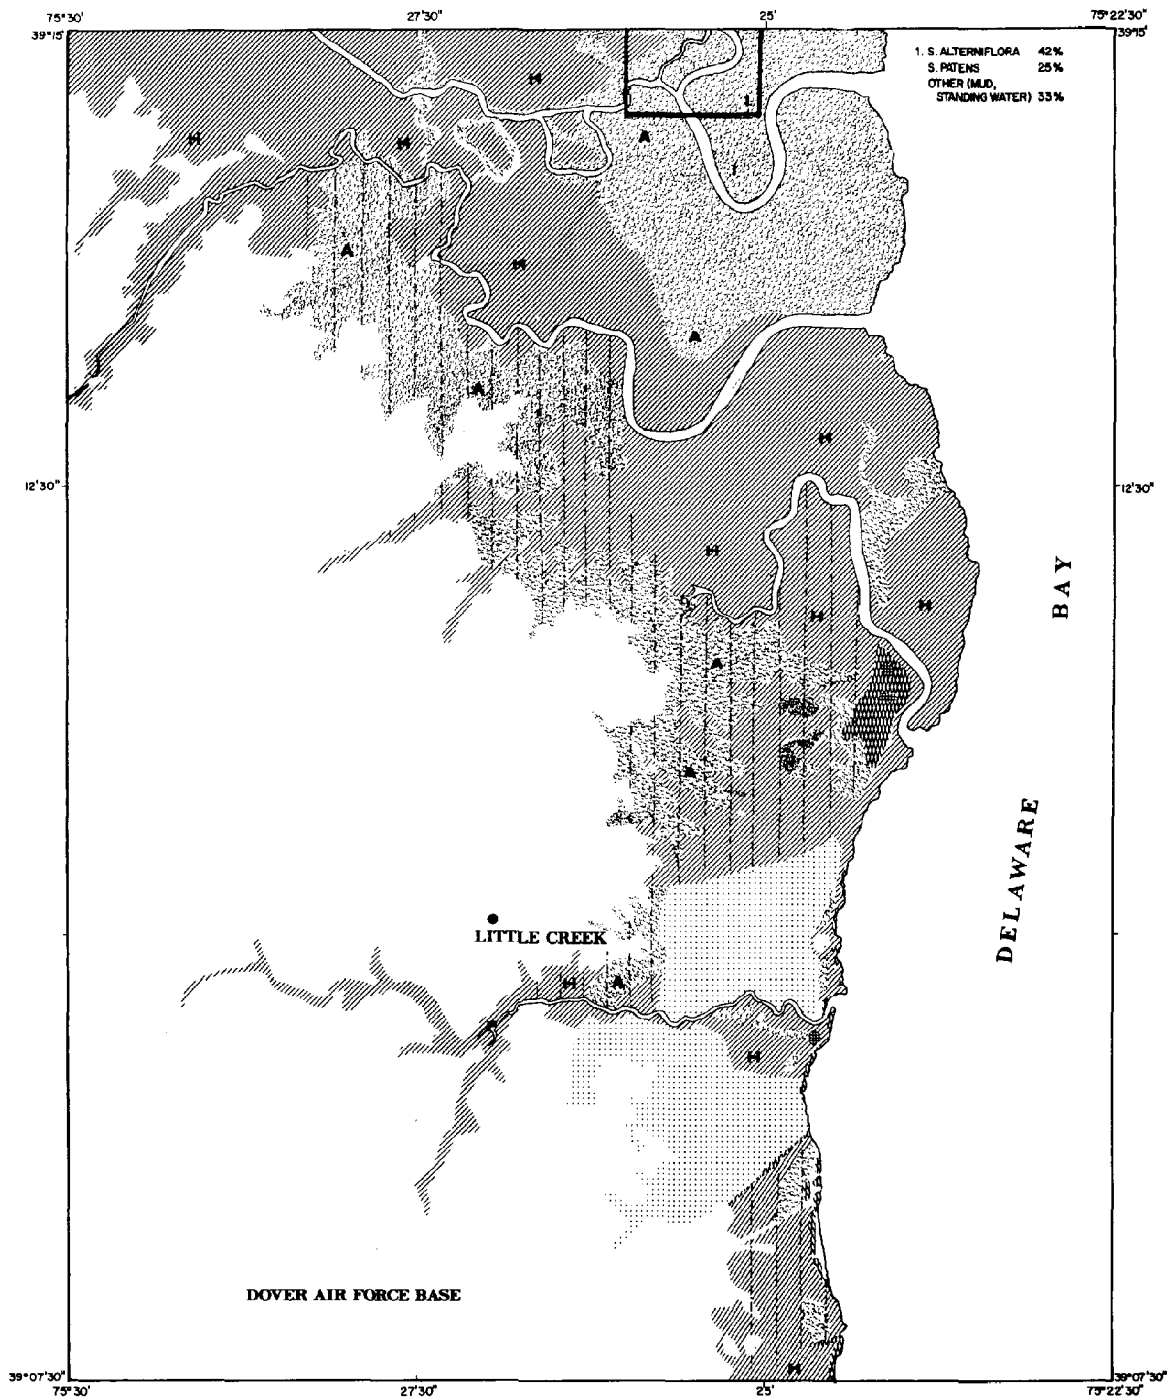 75°30' 27'30" 25' 75°22'30"
39°15' 39°15'
1. S. ALTERNIFLORA 42%
S. PATENS 25%
OTHER (MUD,
STANDING WATER) 33%
H
1.
A
H H
1
A
H
A
A
H
12'30" 12'30"
H
BAY
H
H
A
A
DELAWARE
LITTLE CREEK
H A
H
DOVER AIR FORCE BASE
H
39°07'30" 39°07'30"
75°30' 27'30" 25' 75°22'30"